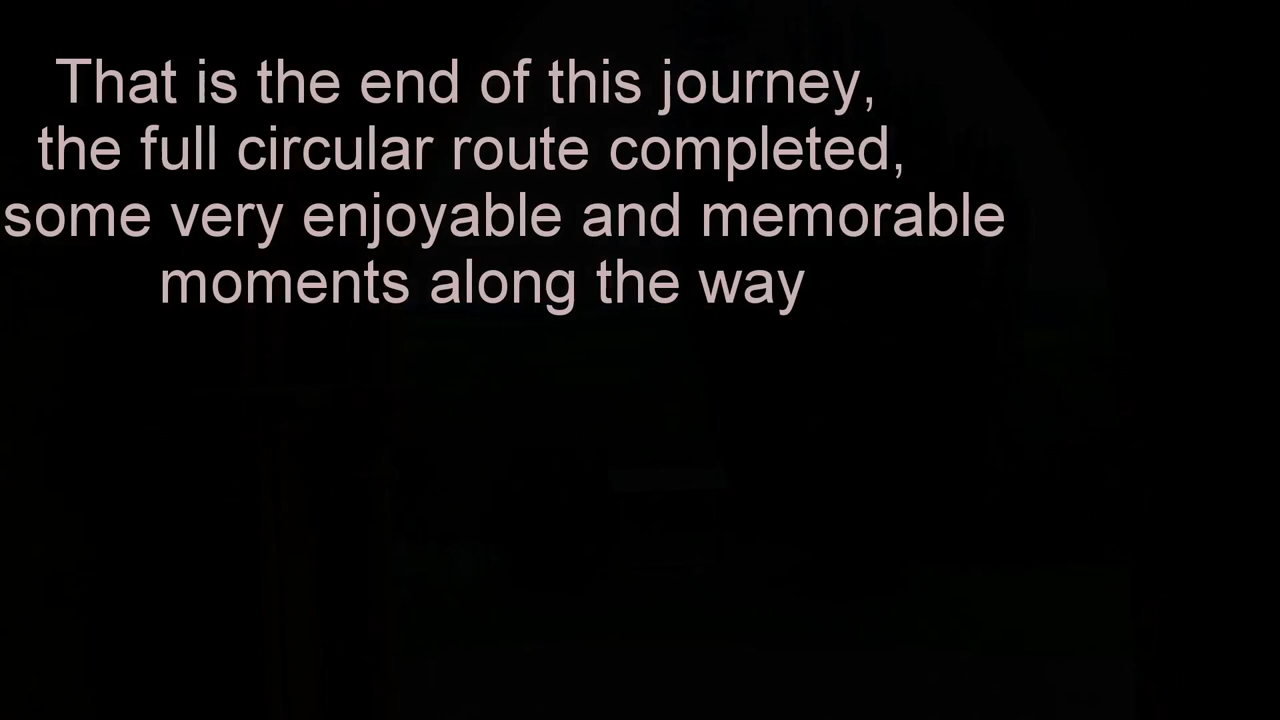 That is the end of this journey,
the full circular route completed,
some very enjoyable and memorable
moments along the way